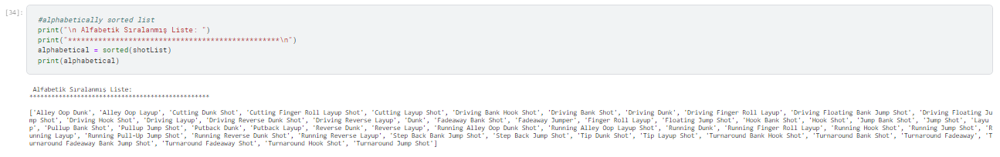 [34]:
#alphabetically sorted list
print("\n Alfabetik Sıralanmış Liste: ")
print("**************************************************\n")
alphabetical = sorted(shotList)
print(alphabetical)
Alfabetik Sıralanmış Liste:
**************************************************
['Alley Oop Dunk', 'Alley Oop Layup', 'Cutting Dunk Shot', 'Cutting Finger Roll Layup Shot', 'Cutting Layup Shot', 'Driving Bank Hook Shot', 'Driving Bank Shot', 'Driving Dunk', 'Driving Finger Roll Layup', 'Driving Floating Bank Jump Shot', 'Driving Floating Ju
mp Shot', 'Driving Hook Shot', 'Driving Layup', 'Driving Reverse Dunk Shot', 'Driving Reverse Layup', 'Dunk', 'Fadeaway Bank Shot', 'Fadeaway Jumper', 'Finger Roll Layup', 'Floating Jump Shot', 'Hook Bank Shot', 'Hook Shot', 'Jump Bank Shot', 'Jump Shot', 'Layu
p', 'Pullup Bank Shot', 'Pullup Jump Shot', 'Putback Dunk', 'Putback Layup', 'Reverse Dunk', 'Reverse Layup', 'Running Alley Oop Dunk Shot', 'Running Alley Oop Layup Shot', 'Running Dunk', 'Running Finger Roll Layup', 'Running Hook Shot', 'Running Jump Shot', 'R
unning Layup', 'Running Pull-Up Jump Shot', 'Running Reverse Dunk Shot', 'Running Reverse Layup', 'Step Back Bank Jump Shot', 'Step Back Jump Shot', 'Tip Dunk Shot', 'Tip Layup Shot', 'Turnaround Bank Hook Shot', 'Turnaround Bank Shot', 'Turnaround Fadeaway', 'T
urnaround Fadeaway Bank Jump Shot', 'Turnaround Fadeaway Shot', 'Turnaround Hook Shot', 'Turnaround Jump Shot']